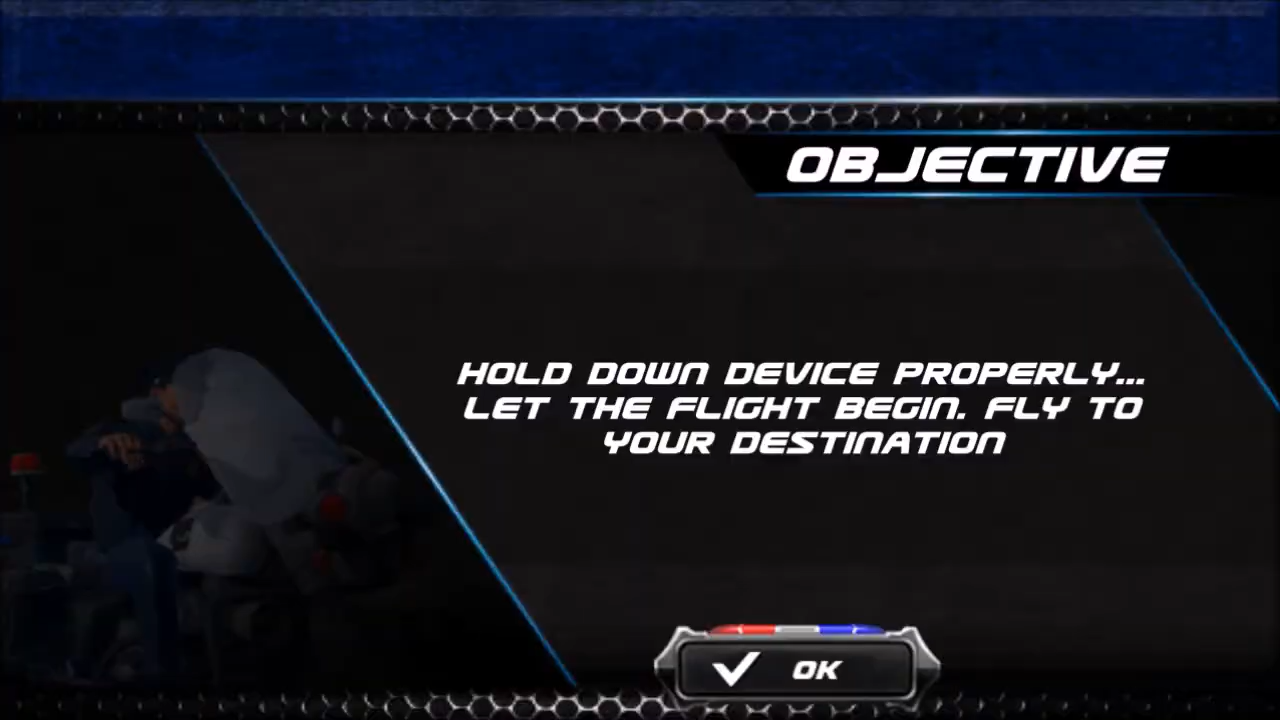 OBJECTIVE
HOLD DOWN DEVICE PROPERLY...
LET THE FLIGHT BEGIN. FLY TO
YOUR DESTINATION
OK